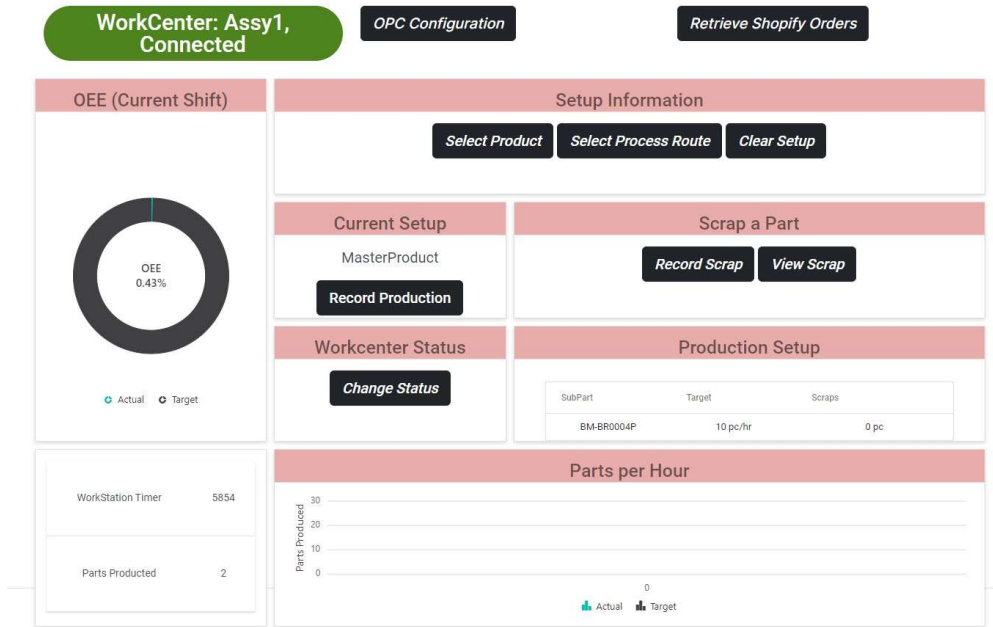 WorkCenter: Assy1,
Connected
OPC Configuration
Retrieve Shopify Orders
OEE (Current Shift)
OEE
0.43%
Actual Target
Setup Information
Select Product Select Process Route Clear Setup
Current Setup
MasterProduct
Record Production
Scrap a Part
Record Scrap View Scrap
Workcenter Status
Change Status
Production Setup
SubPart Target Scraps
BM-BR0004P 10 pc/hr 0 pc
WorkStation Timer 5854
Parts Producted 2
Parts per Hour
Parts Produced
30
20
10
0
0
Actual Target